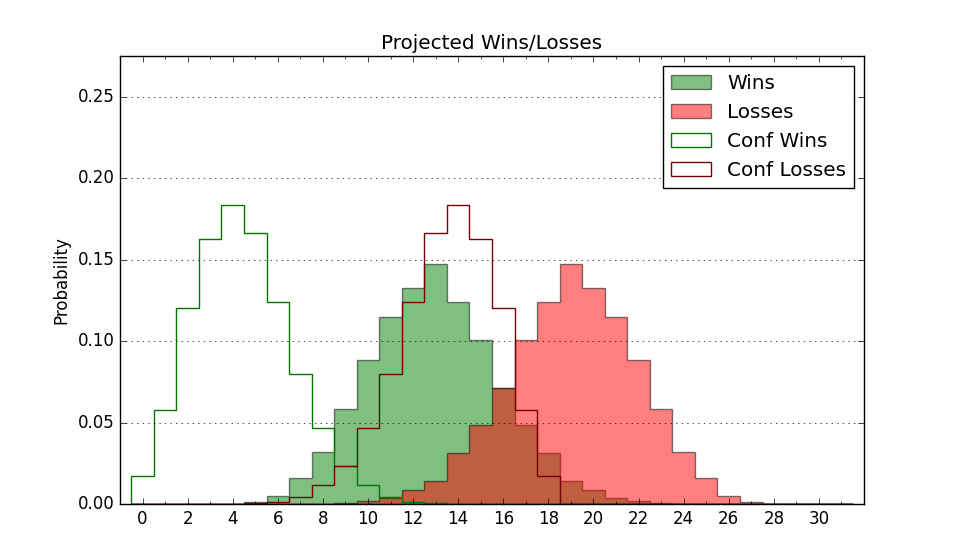 Projected Wins/Losses
0.25
0.20
0.15
0.10
0.05
0.00
Probability
Wins
Losses
Conf Wins
Conf Losses
0 2 4 6 8 10 12 14 16 18 20 22 24 26 28 30